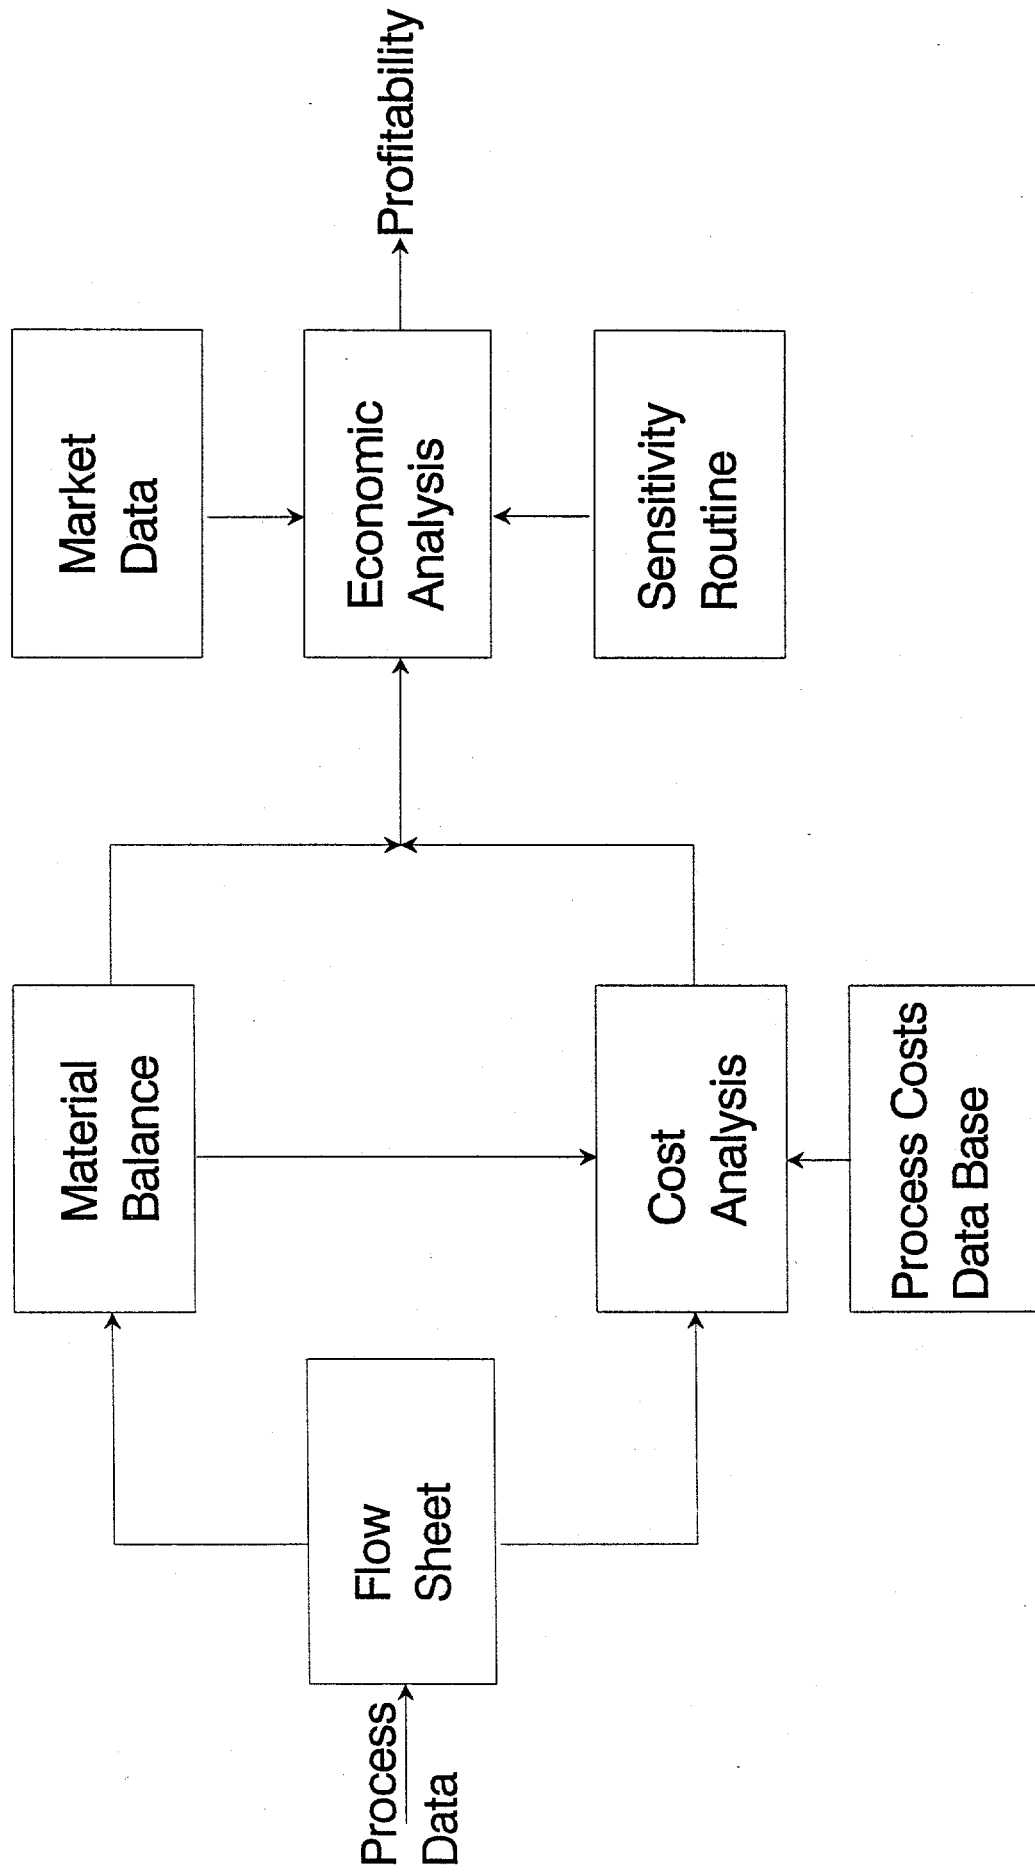 Process
Data
Flow
Sheet
Material
Balance
Cost
Analysis
Process Costs
Data Base
Market
Data
Economic
Analysis
Sensitivity
Routine
Profitability